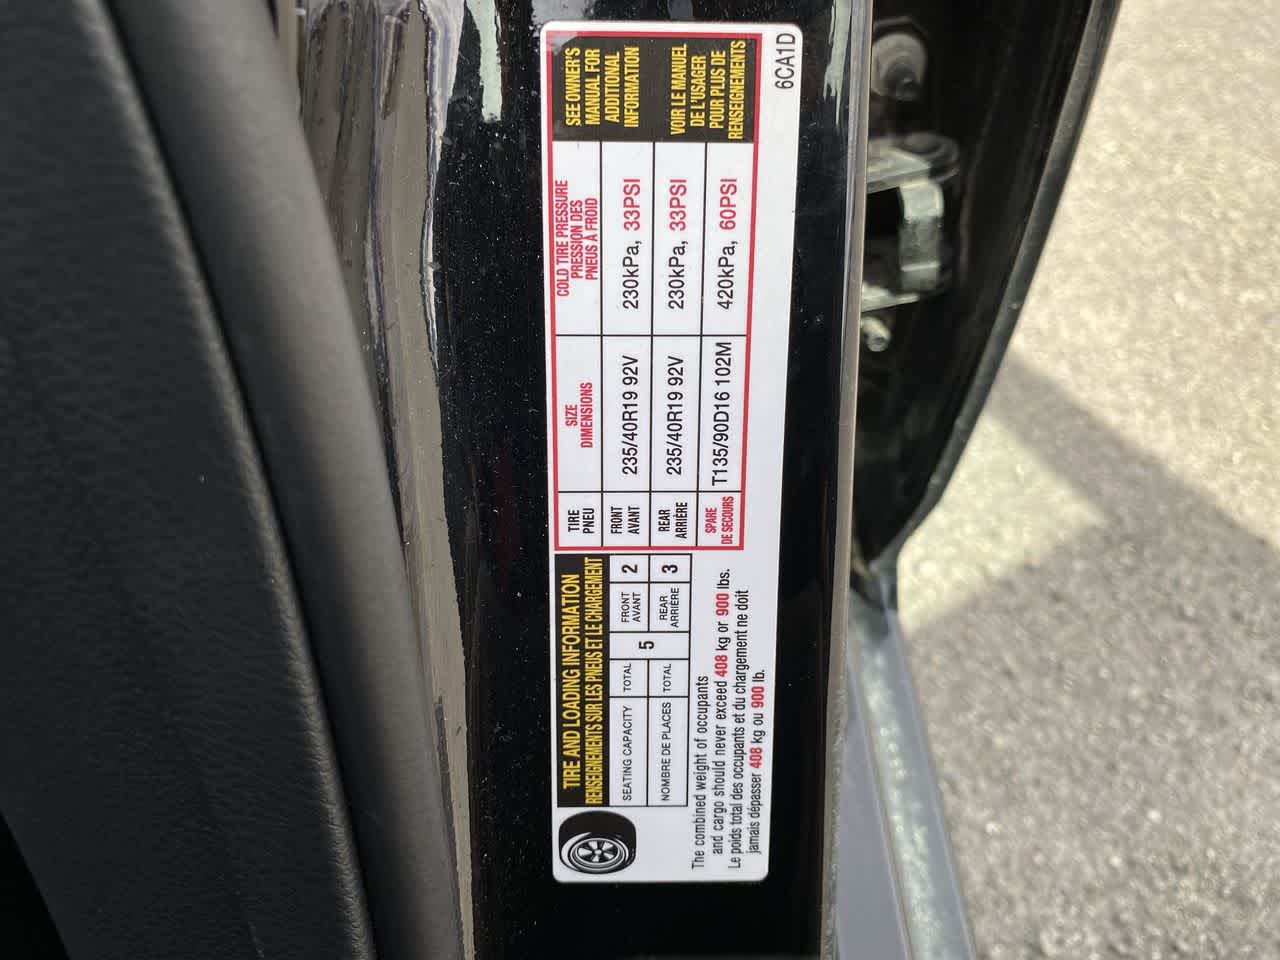 TIRE AND LOADING INFORMATION
RENSEIGNEMENTS SUR LES PNEUS ET LE CHARGEMENT
SEATING CAPACITY TOTAL 5 FRONT AVANT 2
NOMBRE DE PLACES TOTAL REAR ARRIÈRE 3
The combined weight of occupants
and cargo should never exceed 408 kg or 900 lbs.
Le poids total des occupants et du chargement ne doit
jamais dépasser 408 kg ou 900 lb.
TIRE
PNEU
SIZE
DIMENSIONS
COLD TIRE PRESSURE
PRESSION DES
PNEUS À FROID
FRONT
AVANT
235/40R19 92V
230kPa, 33PSI
REAR
ARRIÈRE
235/40R19 92V
230kPa, 33PSI
SPARE
DE SECOURS
T135/90D16 102M
420kPa, 60PSI
SEE OWNER'S
MANUAL FOR
ADDITIONAL
INFORMATION
VOIR LE MANUEL
DE L'USAGER
POUR PLUS DE
RENSEIGNEMENTS
6CA1D